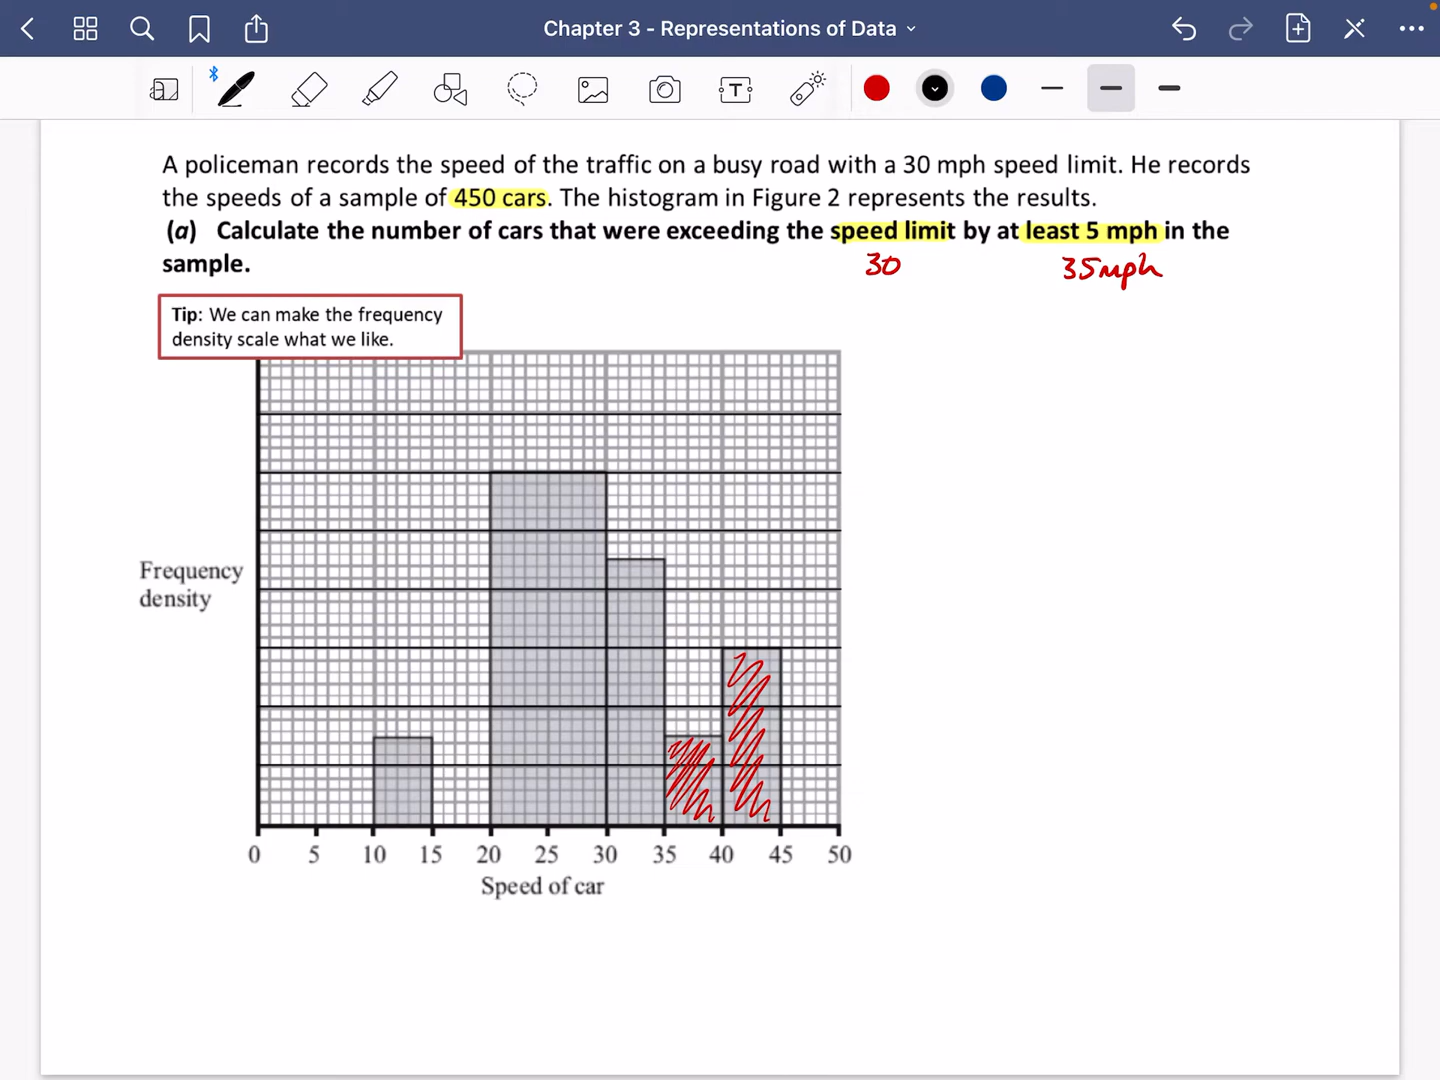 Chapter 3 - Representations of Data
A policeman records the speed of the traffic on a busy road with a 30 mph speed limit. He records
the speeds of a sample of 450 cars. The histogram in Figure 2 represents the results.
(a) Calculate the number of cars that were exceeding the speed limit by at least 5 mph in the
sample.
30 35mph
Tip: We can make the frequency
density scale what we like.
Frequency
density
0 5 10 15 20 25 30 35 40 45 50
Speed of car